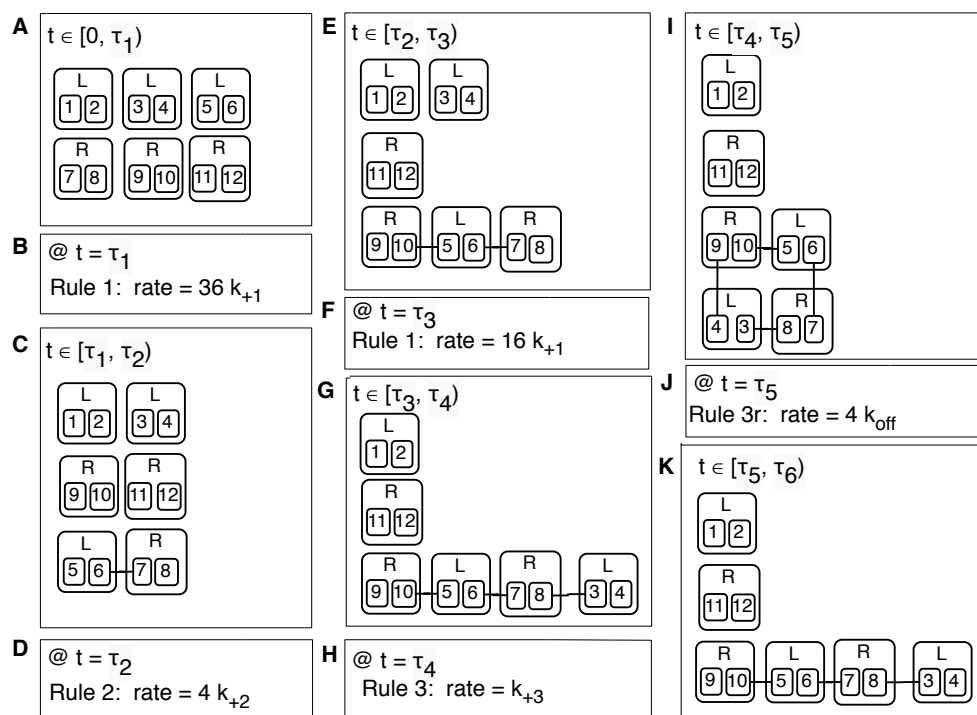 A t ∈ [0, τ1)
L L L
1 2 3 4 5 6
R R R
7 8 9 10 11 12
B @ t = τ1
Rule 1: rate = 36 k+1
C t ∈ [τ1, τ2)
L L
1 2 3 4
R R
9 10 11 12
L R
5 6 7 8
D @ t = τ2
Rule 2: rate = 4 k+2
E t ∈ [τ2, τ3)
L L
1 2 3 4
R
11 12
R L R
9 10 5 6 7 8
F @ t = τ3
Rule 1: rate = 16 k+1
G t ∈ [τ3, τ4)
L
1 2
R
11 12
R L R L
9 10 5 6 7 8 3 4
H @ t = τ4
Rule 3: rate = k+3
I t ∈ [τ4, τ5)
L
1 2
R
11 12
R L
9 10 5 6
L R
4 3 8 7
J @ t = τ5
Rule 3r: rate = 4 koff
K t ∈ [τ5, τ6)
L
1 2
R
11 12
R L R L
9 10 5 6 7 8 3 4